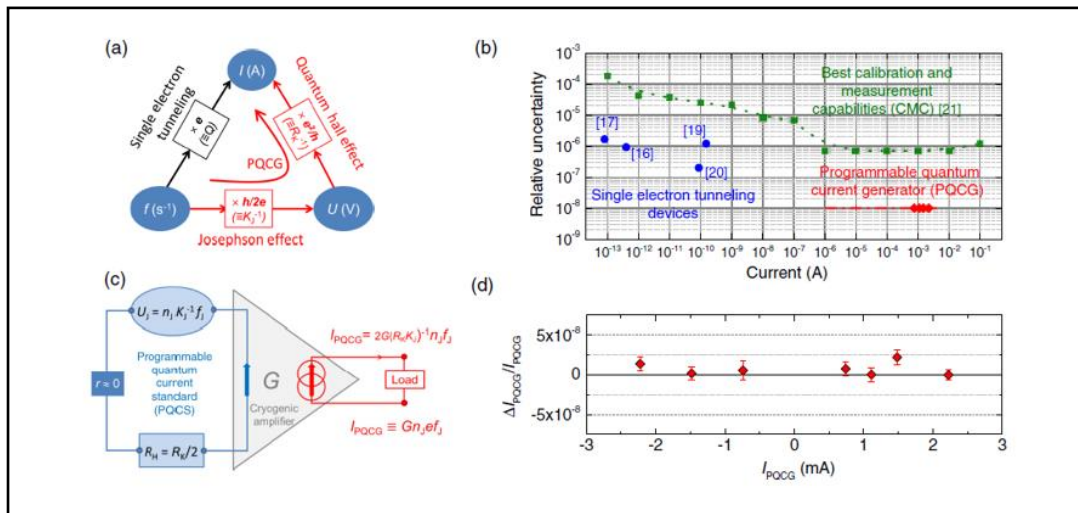 (a)
I (A)
Single electron
tunneling
× e
(≡Q)
Quantum hall effect
× e²/h
(≡R_K⁻¹)
PQCG
f (s⁻¹)
× h/2e
(≡K_J⁻¹)
U (V)
Josephson effect
(b)
Relative uncertainty
10⁻³
10⁻⁴
10⁻⁵
10⁻⁶
10⁻⁷
10⁻⁸
10⁻⁹
Best calibration and
measurement
capabilities (CMC) [21]
[17]
[16]
[19]
[20]
Single electron tunneling
devices
Programmable quantum
current generator (PQCG)
10⁻¹³ 10⁻¹² 10⁻¹¹ 10⁻¹⁰ 10⁻⁹ 10⁻⁸ 10⁻⁷ 10⁻⁶ 10⁻⁵ 10⁻⁴ 10⁻³ 10⁻² 10⁻¹
Current (A)
(c)
U_J = n_J K_J⁻¹ f_J
Programmable
quantum
current
standard
(PQCS)
r ≈ 0
R_H = R_K/2
G
Cryogenic
amplifier
I_PQCG = 2G(R_K K_J)⁻¹n_J f_J
Load
I_PQCG ≡ Gn_J ef_J
(d)
ΔI_PQCG/I_PQCG
5x10⁻⁸
0
-5x10⁻⁸
-3 -2 -1 0 1 2 3
I_PQCG (mA)